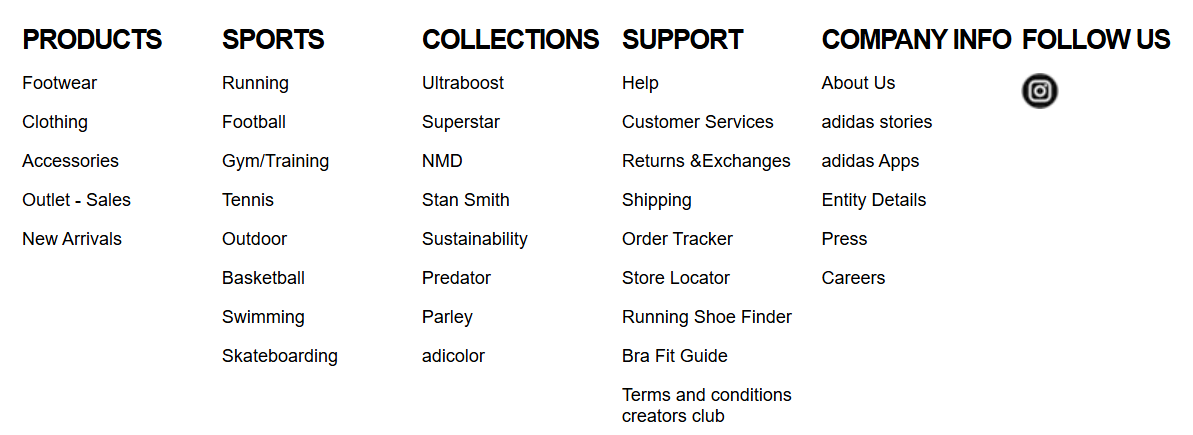 PRODUCTS
Footwear
Clothing
Accessories
Outlet - Sales
New Arrivals
SPORTS
Running
Football
Gym/Training
Tennis
Outdoor
Basketball
Swimming
Skateboarding
COLLECTIONS
Ultraboost
Superstar
NMD
Stan Smith
Sustainability
Predator
Parley
adicolor
SUPPORT
Help
Customer Services
Returns &Exchanges
Shipping
Order Tracker
Store Locator
Running Shoe Finder
Bra Fit Guide
Terms and conditions
creators club
COMPANY INFO
About Us
adidas stories
adidas Apps
Entity Details
Press
Careers
FOLLOW US